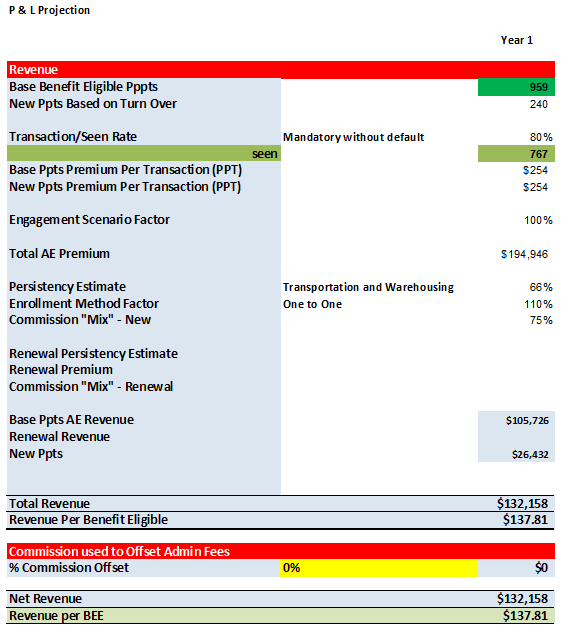 P & L Projection
Year 1
Revenue
Base Benefit Eligible Pppts 959
New Ppts Based on Turn Over 240
Transaction/Seen Rate Mandatory without default 80%
seen 767
Base Ppts Premium Per Transaction (PPT) $254
New Ppts Premium Per Transaction (PPT) $254
Engagement Scenario Factor 100%
Total AE Premium $194,946
Persistency Estimate Transportation and Warehousing 66%
Enrollment Method Factor One to One 110%
Commission "Mix" - New 75%
Renewal Persistency Estimate
Renewal Premium
Commission "Mix" - Renewal
Base Ppts AE Revenue $105,726
Renewal Revenue
New Ppts $26,432
Total Revenue $132,158
Revenue Per Benefit Eligible $137.81
Commission used to Offset Admin Fees
% Commission Offset 0% $0
Net Revenue $132,158
Revenue per BEE $137.81